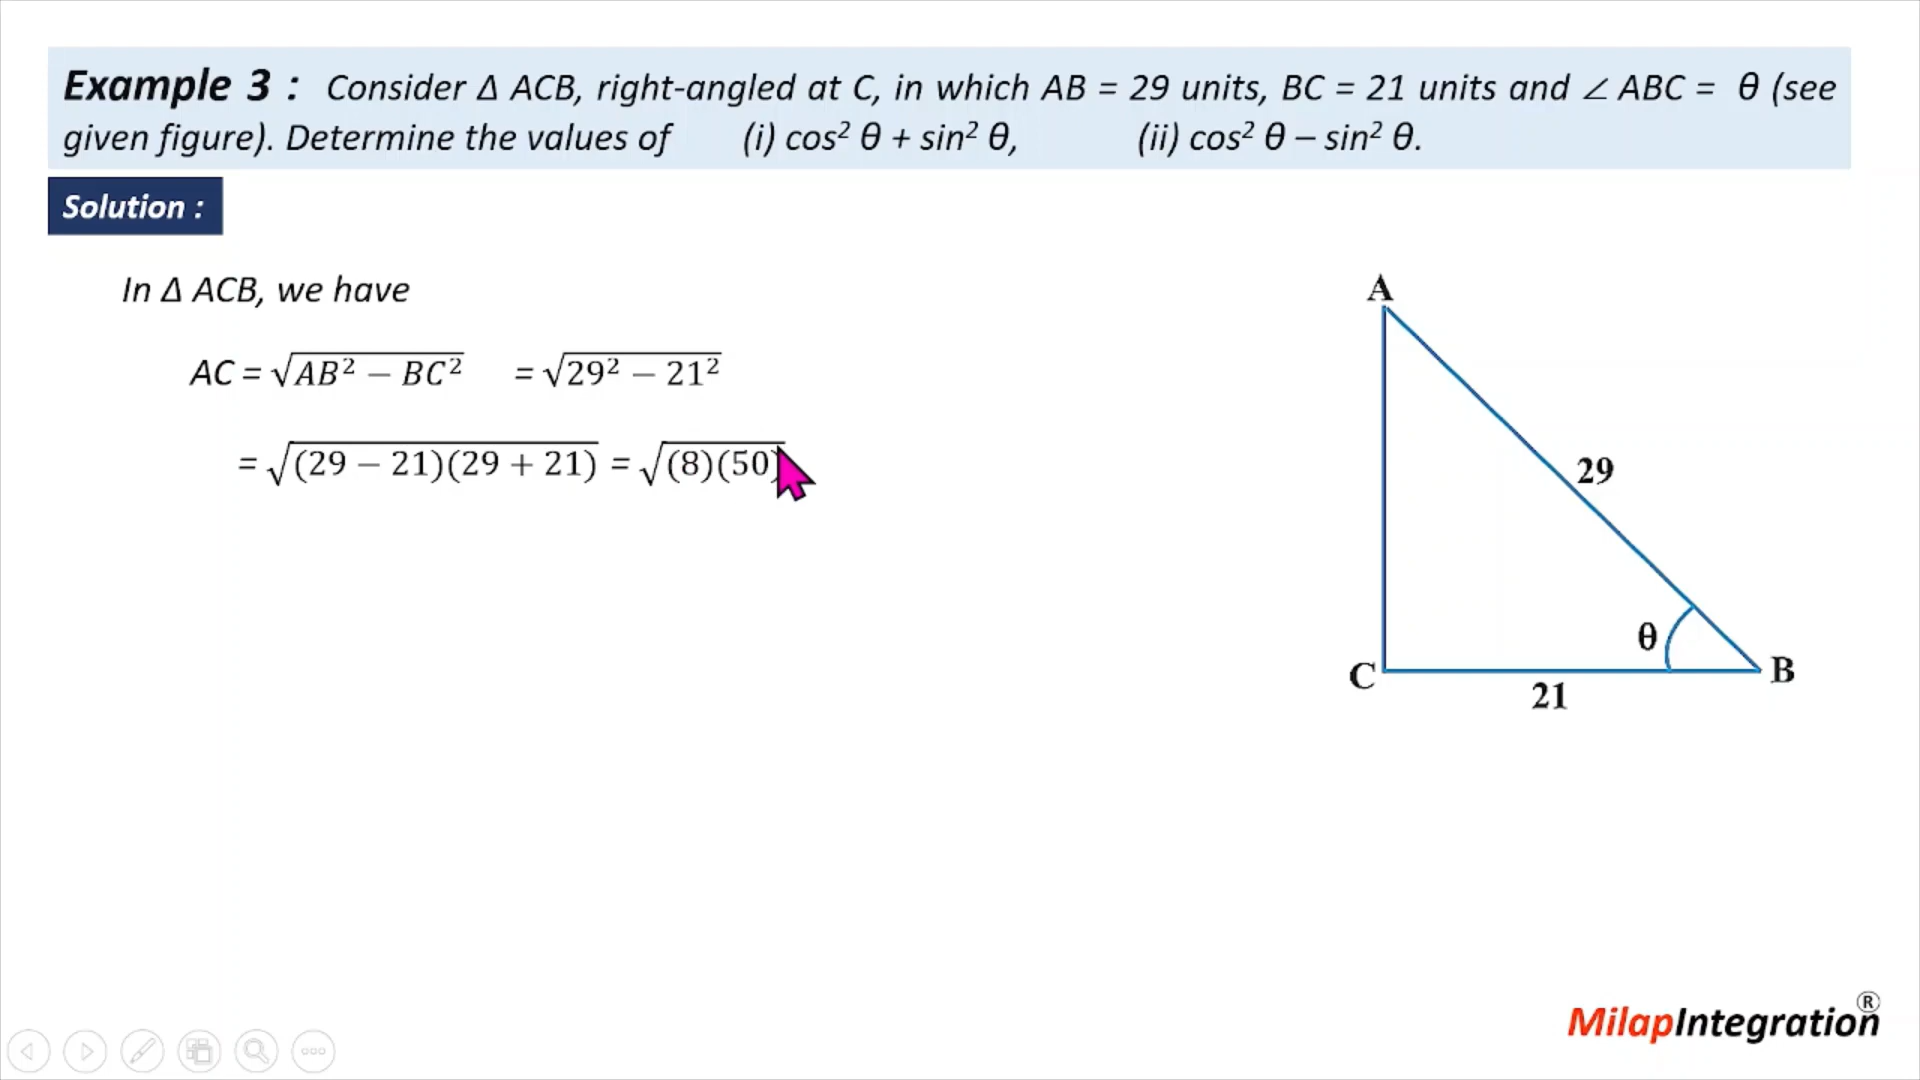 Example 3 : Consider Δ ACB, right-angled at C, in which AB = 29 units, BC = 21 units and ∠ ABC = θ (see
given figure). Determine the values of (i) cos² θ + sin² θ, (ii) cos² θ – sin² θ.
Solution :
In Δ ACB, we have
AC = √(AB² − BC²) = √(29² − 21²)
= √((29 − 21)(29 + 21)) = √((8)(50))
A
29
θ
C
B
21
MilapIntegration®